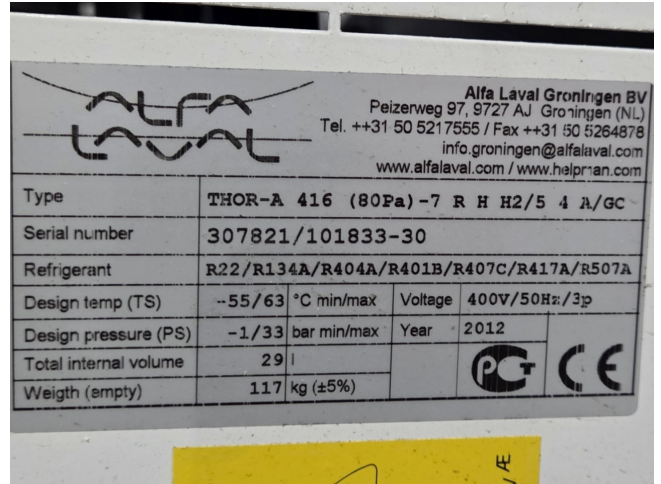 ALFA
LAVAL
Alfa Laval Groningen BV
Peizerweg 97, 9727 AJ Groningen (NL)
Tel. ++31 50 5217555 / Fax ++31 50 5264878
info.groningen@alfalaval.com
www.alfalaval.com / www.helpman.com
Type THOR-A 416 (80Pa)-7 R H H2/5 4 A/GC
Serial number 307821/101833-30
Refrigerant R22/R134A/R404A/R401B/R407C/R417A/R507A
Design temp (TS) -55/63 °C min/max Voltage 400V/50Hz/3p
Design pressure (PS) -1/33 bar min/max Year 2012
Total internal volume 29 l
Weigth (empty) 117 kg (±5%)
PCT CE
Æ